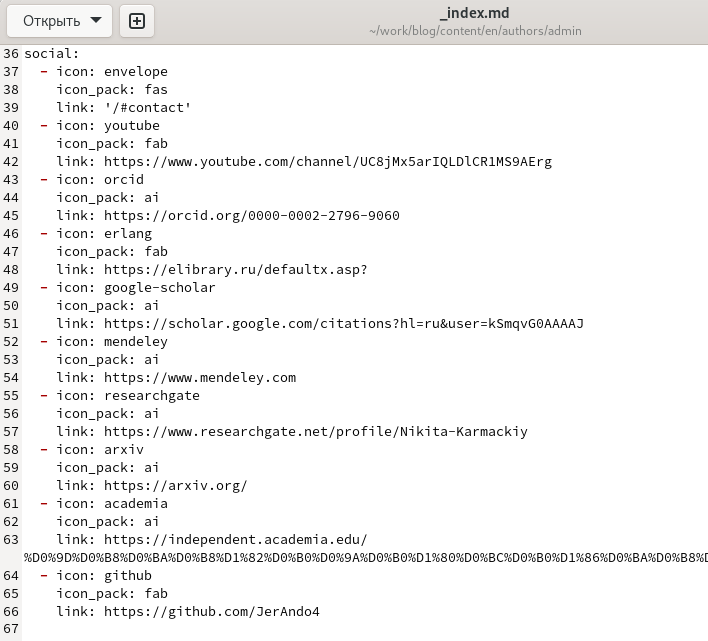 Открыть
_index.md
~/work/blog/content/en/authors/admin
36 social:
37   - icon: envelope
38     icon_pack: fas
39     link: '/#contact'
40   - icon: youtube
41     icon_pack: fab
42     link: https://www.youtube.com/channel/UC8jMx5arIQLDlCR1MS9AErg
43   - icon: orcid
44     icon_pack: ai
45     link: https://orcid.org/0000-0002-2796-9060
46   - icon: erlang
47     icon_pack: fab
48     link: https://elibrary.ru/defaultx.asp?
49   - icon: google-scholar
50     icon_pack: ai
51     link: https://scholar.google.com/citations?hl=ru&user=kSmqvG0AAAAJ
52   - icon: mendeley
53     icon_pack: ai
54     link: https://www.mendeley.com
55   - icon: researchgate
56     icon_pack: ai
57     link: https://www.researchgate.net/profile/Nikita-Karmackiy
58   - icon: arxiv
59     icon_pack: ai
60     link: https://arxiv.org/
61   - icon: academia
62     icon_pack: ai
63     link: https://independent.academia.edu/
%D0%9D%D0%B8%D0%BA%D0%B8%D1%82%D0%B0%D0%9A%D0%B0%D1%80%D0%BC%D0%B0%D1%86%D0%BA%D0%B8%D
64   - icon: github
65     icon_pack: fab
66     link: https://github.com/JerAndo4
67